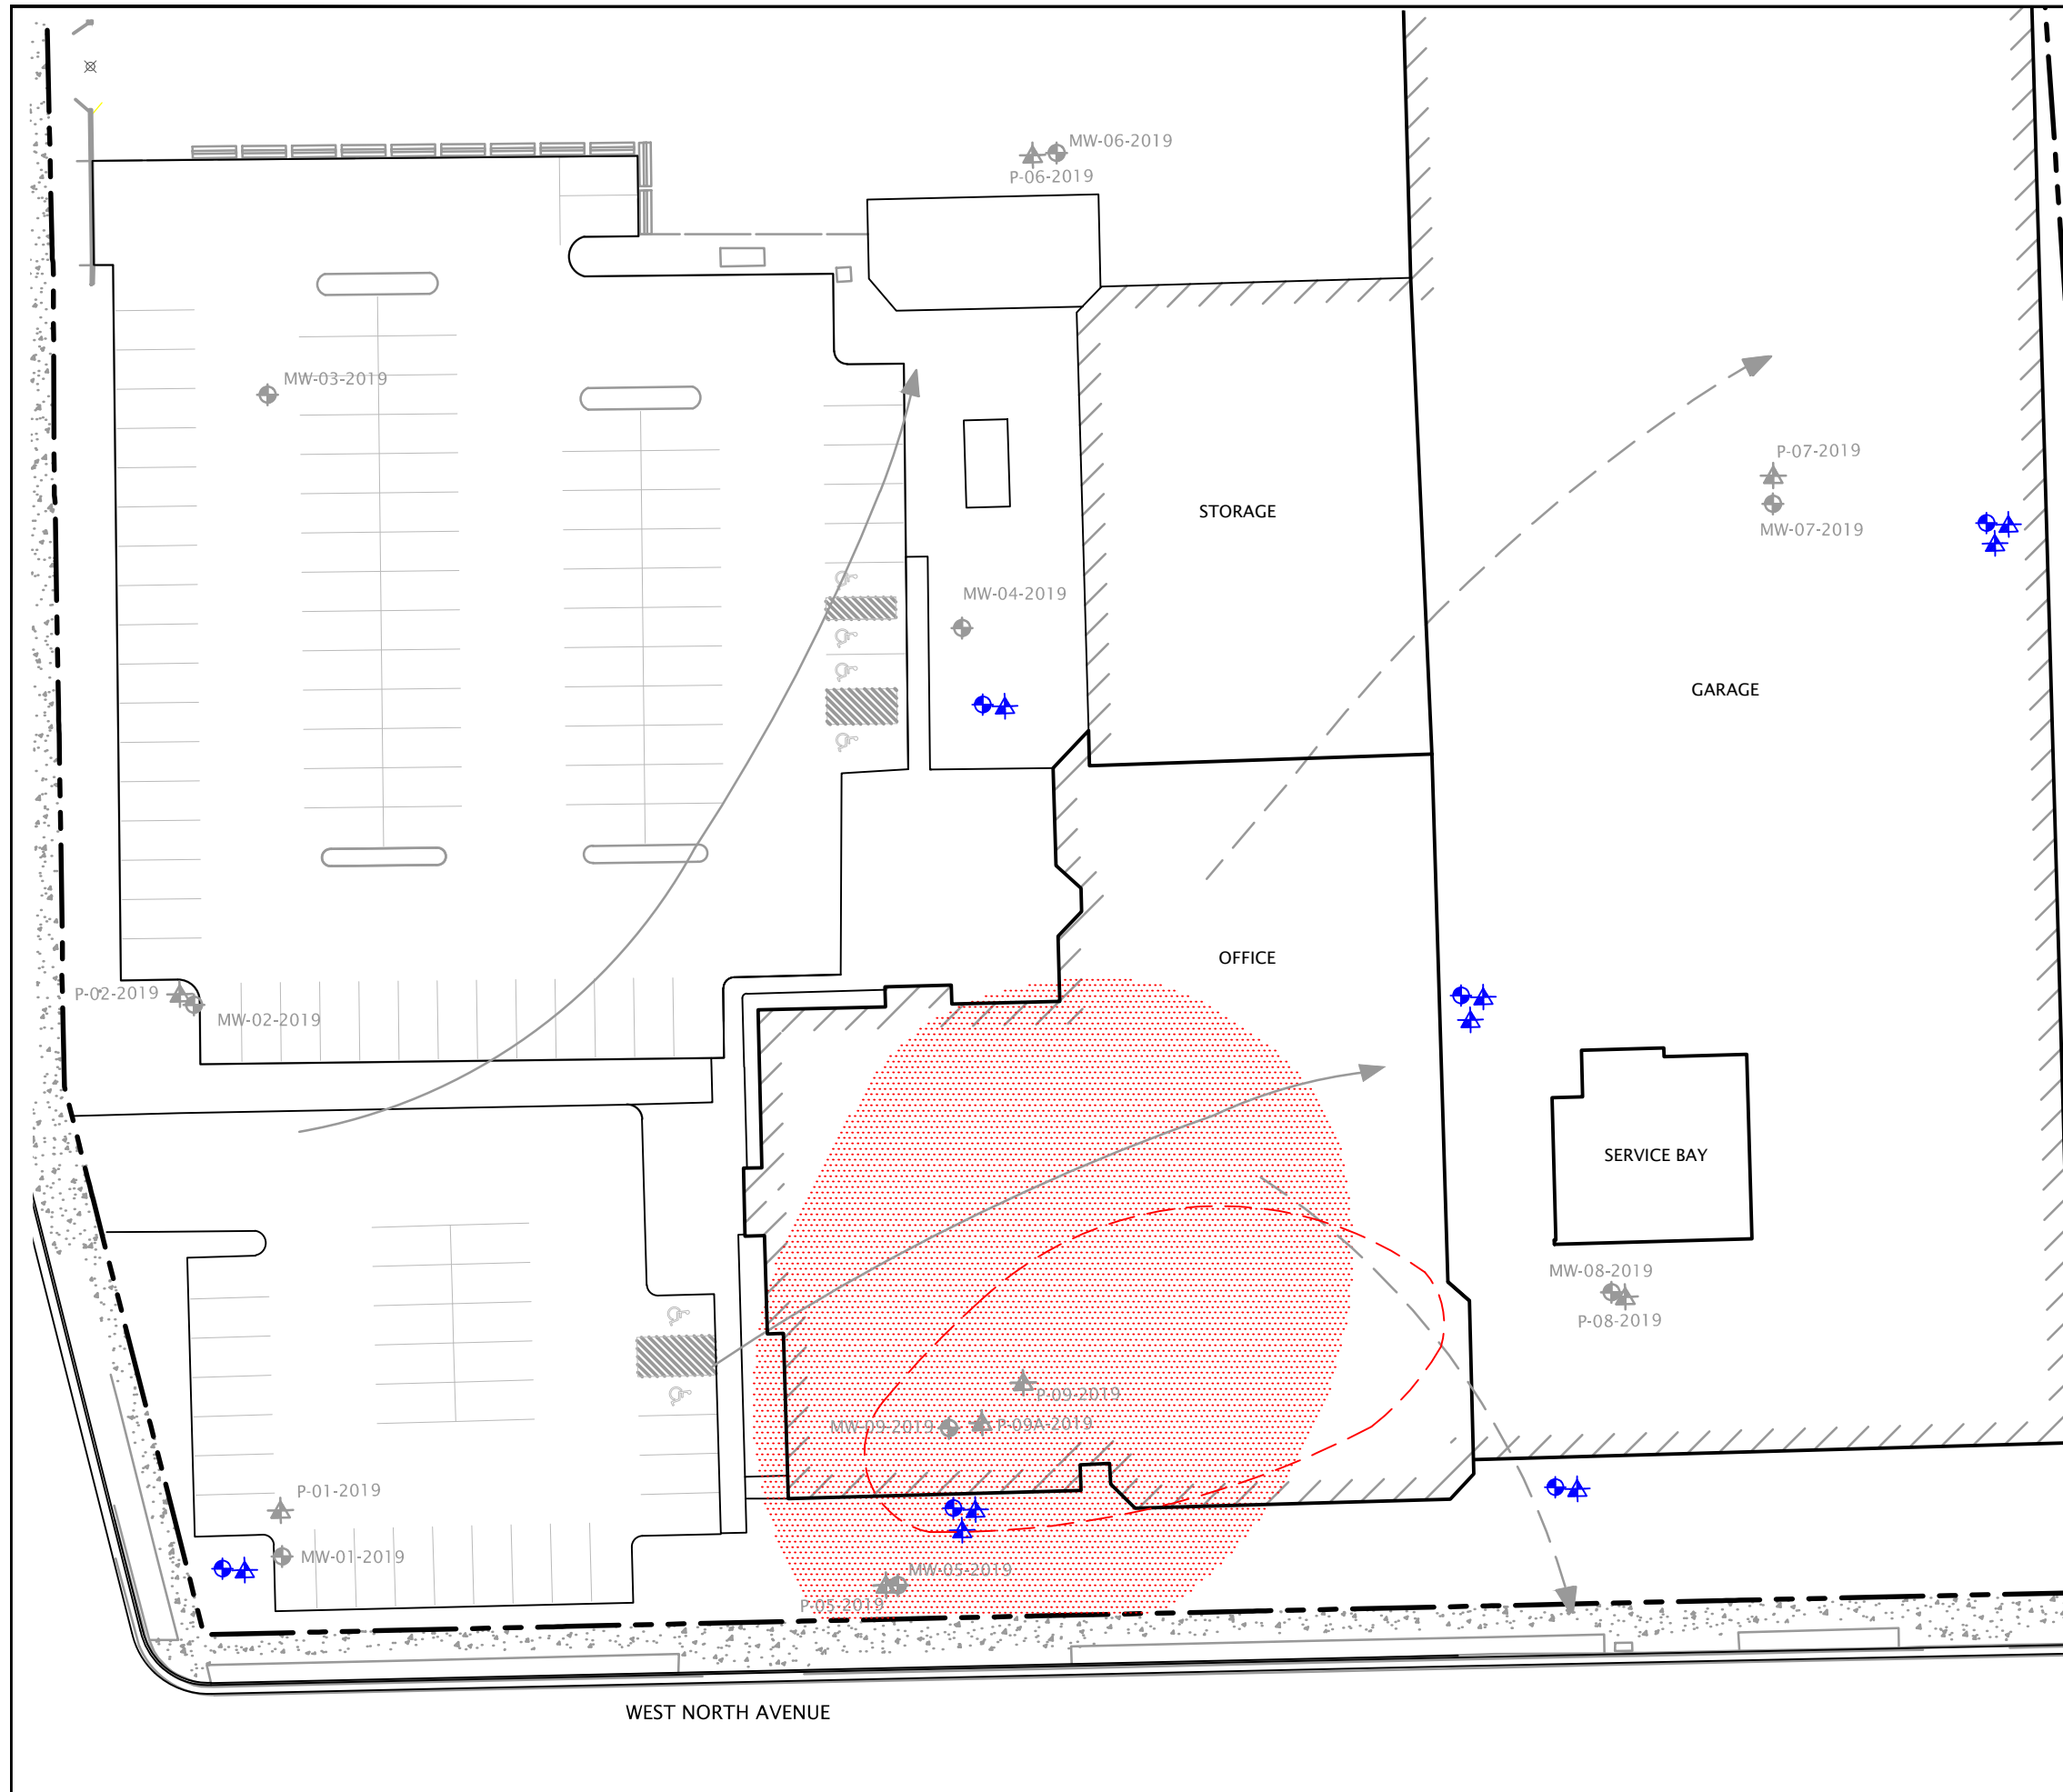 MW-06-2019
P-06-2019
MW-03-2019
P-07-2019
STORAGE
MW-07-2019
MW-04-2019
GARAGE
OFFICE
P-02-2019
MW-02-2019
SERVICE BAY
MW-08-2019
P-08-2019
P-09-2019
MW-09-2019
P-09A-2019
P-01-2019
MW-01-2019
MW-05-2019
P-05-2019
WEST NORTH AVENUE